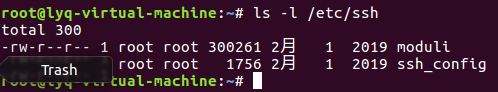 root@lyq-virtual-machine:~# ls -l /etc/ssh
total 300
-rw-r--r-- 1 root root 300261 2月   1  2019 moduli
root root   1756 2月   1  2019 ssh_config
Trash
root@lyq-virtual-machine:~#